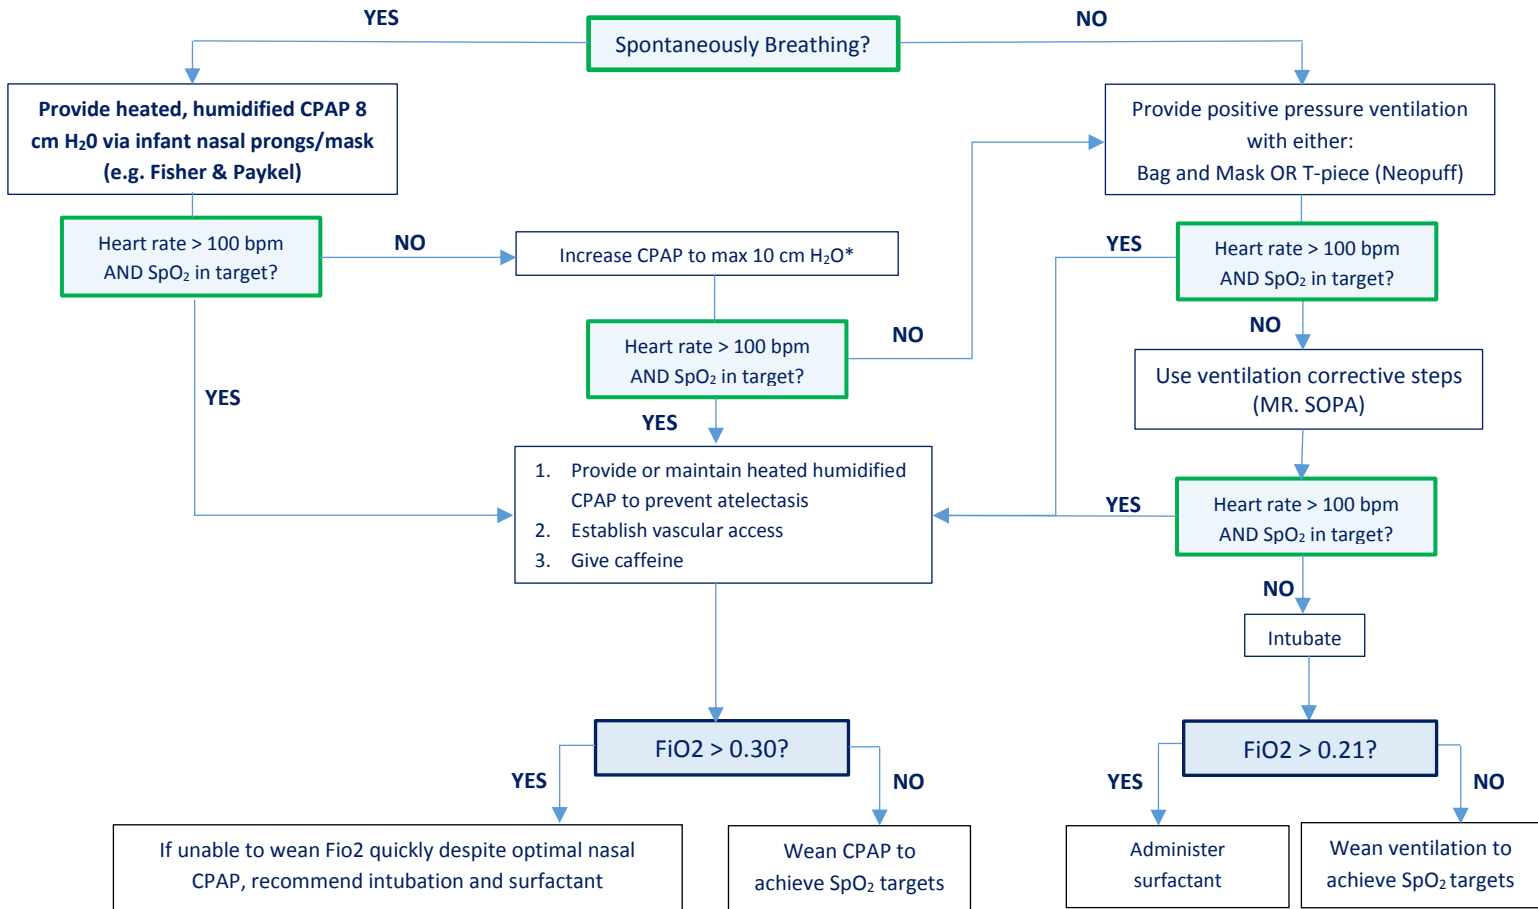 YES
Spontaneously Breathing?
NO
Provide heated, humidified CPAP 8
cm H₂0 via infant nasal prongs/mask
(e.g. Fisher & Paykel)
Provide positive pressure ventilation
with either:
Bag and Mask OR T-piece (Neopuff)
Heart rate > 100 bpm
AND SpO₂ in target?
NO
Increase CPAP to max 10 cm H₂O*
YES
Heart rate > 100 bpm
AND SpO₂ in target?
NO
Heart rate > 100 bpm
AND SpO₂ in target?
NO
Use ventilation corrective steps
(MR. SOPA)
YES
YES
1. Provide or maintain heated humidified
CPAP to prevent atelectasis
2. Establish vascular access
3. Give caffeine
YES
Heart rate > 100 bpm
AND SpO₂ in target?
NO
Intubate
FiO2 > 0.30?
FiO2 > 0.21?
YES
NO
YES
NO
If unable to wean Fio2 quickly despite optimal nasal
CPAP, recommend intubation and surfactant
Wean CPAP to
achieve SpO₂ targets
Administer
surfactant
Wean ventilation to
achieve SpO₂ targets